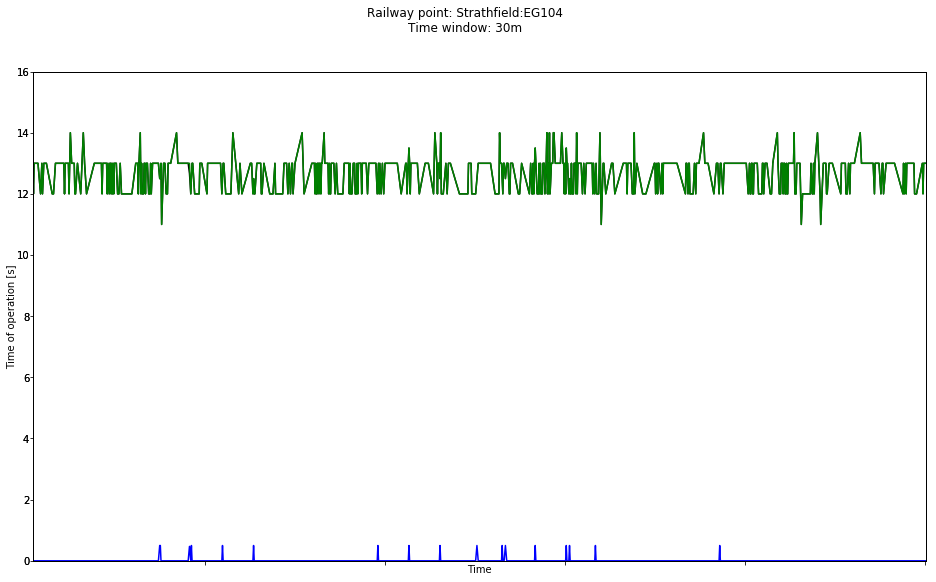 Railway point: Strathfield:EG104
Time window: 30m
16
14
12
10
8
6
4
2
0
Time of operation [s]
Time